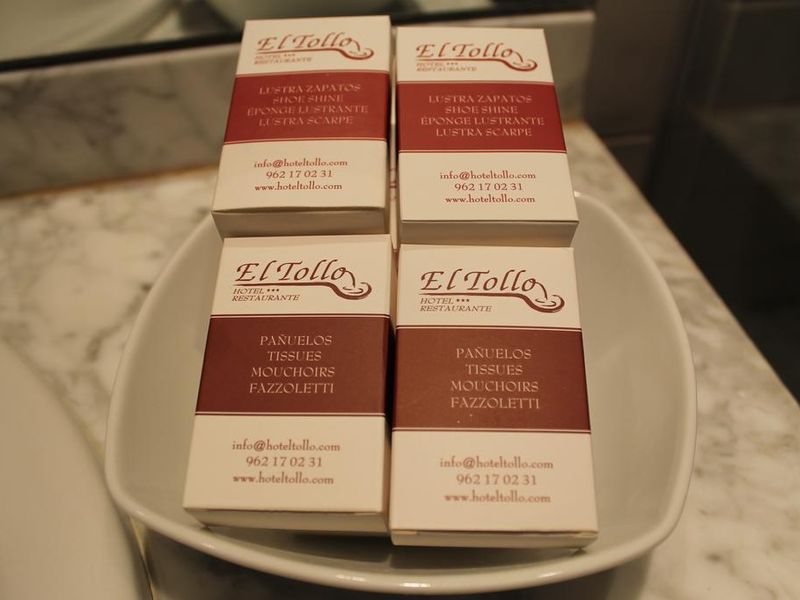 El Tollo
HOTEL ***
RESTAURANTE
LUSTRA ZAPATOS
SHOE SHINE
ÉPONGE LUSTRANTE
LUSTRA SCARPE
info@hoteltollo.com
962 17 02 31
www.hoteltollo.com
El Tollo
HOTEL ***
RESTAURANTE
LUSTRA ZAPATOS
SHOE SHINE
ÉPONGE LUSTRANTE
LUSTRA SCARPE
info@hoteltollo.com
962 17 02 31
www.hoteltollo.com
El Tollo
HOTEL ***
RESTAURANTE
PAÑUELOS
TISSUES
MOUCHOIRS
FAZZOLETTI
info@hoteltollo.com
962 17 02 31
www.hoteltollo.com
El Tollo
HOTEL ***
RESTAURANTE
PAÑUELOS
TISSUES
MOUCHOIRS
FAZZOLETTI
info@hoteltollo.com
962 17 02 31
www.hoteltollo.com